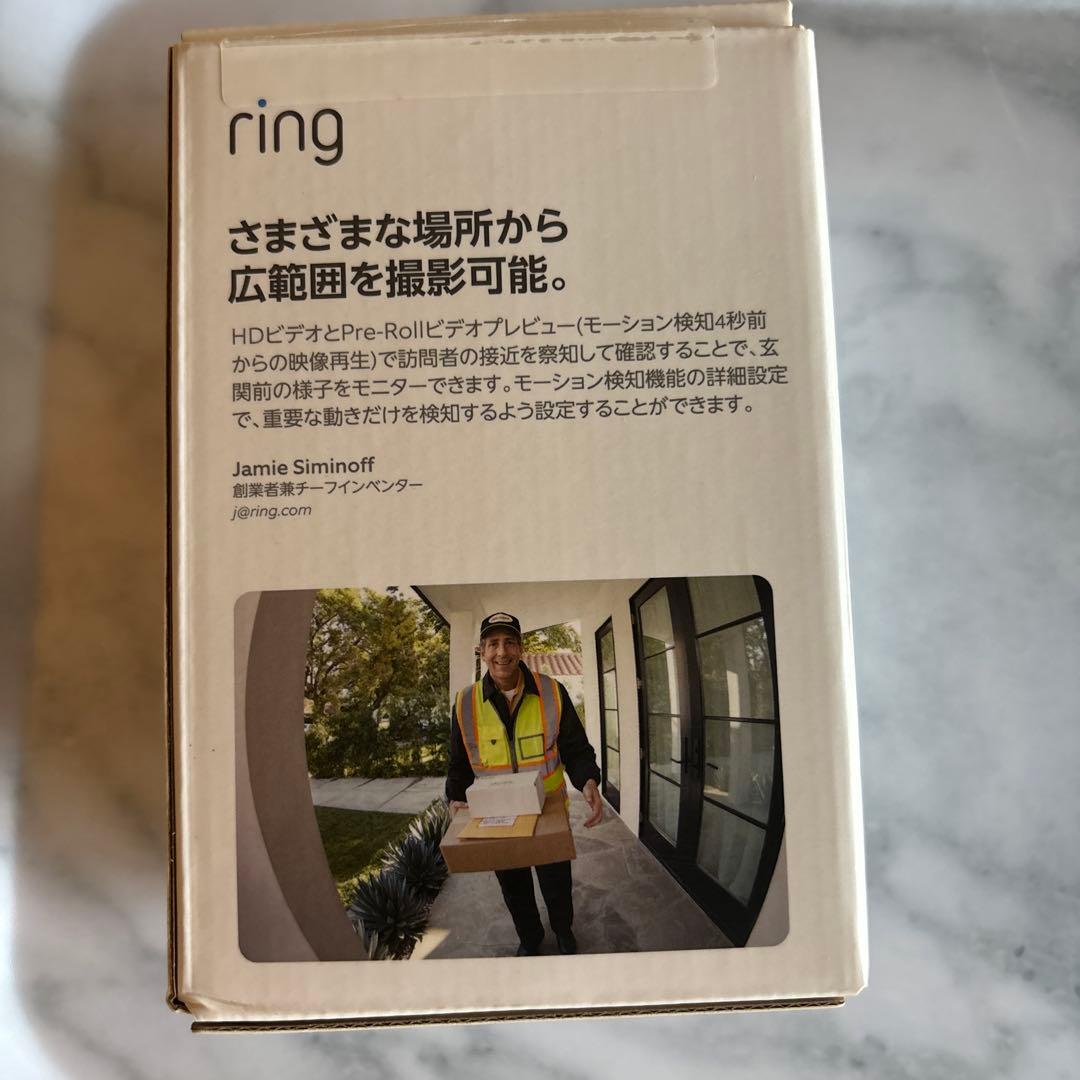 ring
さまざまな場所から
広範囲を撮影可能。
HDビデオとPre-Rollビデオプレビュー(モーション検知4秒前
からの映像再生)で訪問者の接近を察知して確認することで、玄
関前の様子をモニターできます。モーション検知機能の詳細設定
で、重要な動きだけを検知するよう設定することができます。
Jamie Siminoff
創業者兼チーフインベンター
j@ring.com